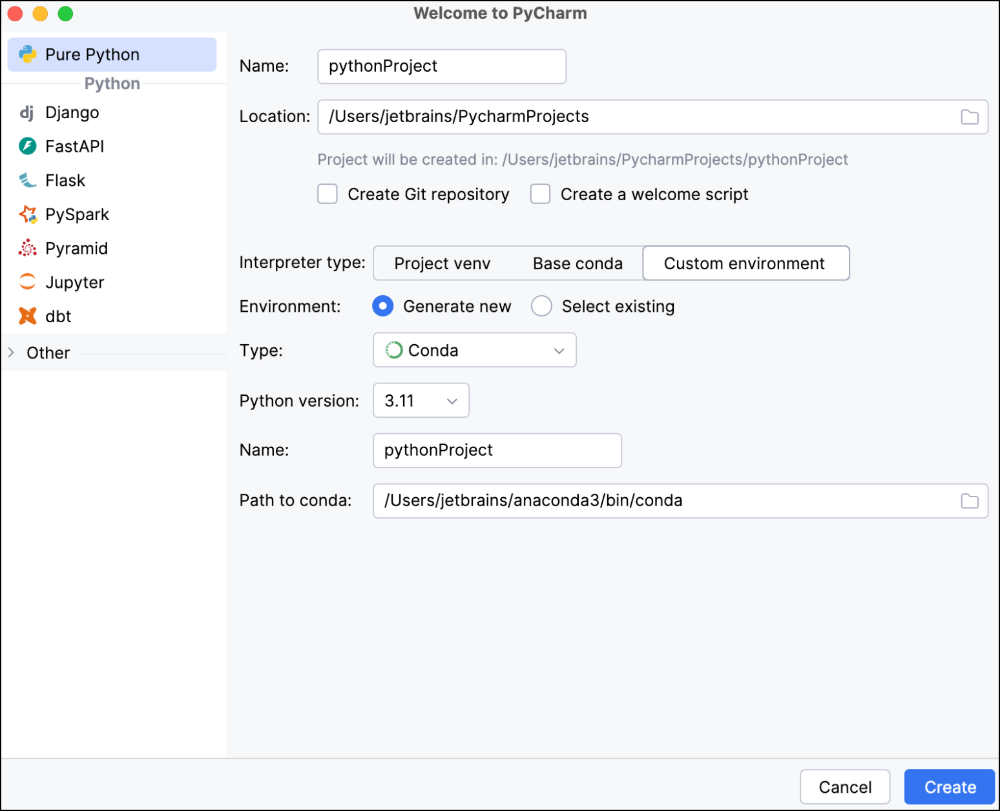 Welcome to PyCharm
Pure Python
Python
dj Django
FastAPI
Flask
PySpark
Pyramid
Jupyter
dbt
Other
Name: pythonProject
Location: /Users/jetbrains/PycharmProjects
Project will be created in: /Users/jetbrains/PycharmProjects/pythonProject
Create Git repository Create a welcome script
Interpreter type: Project venv Base conda Custom environment
Environment: Generate new Select existing
Type: Conda
Python version: 3.11
Name: pythonProject
Path to conda: /Users/jetbrains/anaconda3/bin/conda
Cancel Create